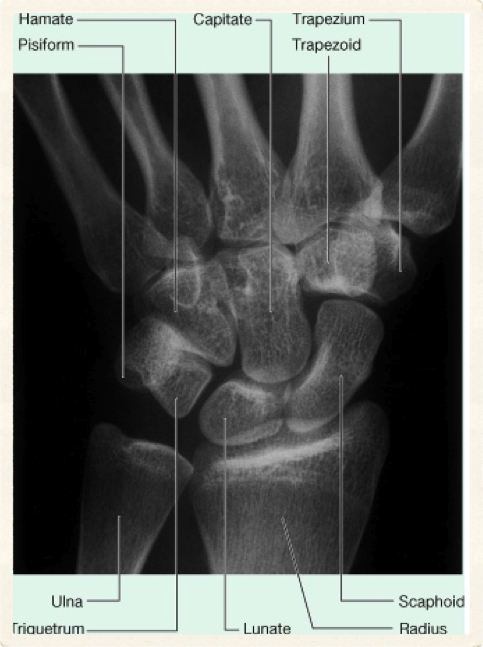 Hamate
Capitate
Trapezium
Pisiform
Trapezoid
Ulna
Scaphoid
Triquetrum
Lunate
Radius